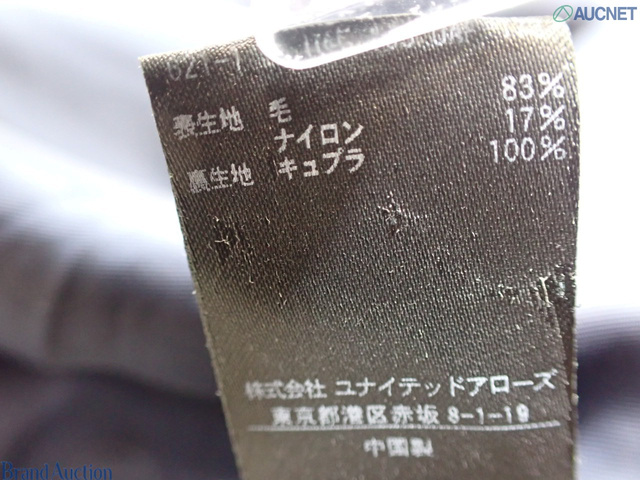 AUCNET
表生地 毛 83%
ナイロン 17%
裏生地 キュプラ 100%
株式会社 ユナイテッドアローズ
東京都港区赤坂8-1-19
中国製
Brand Auction